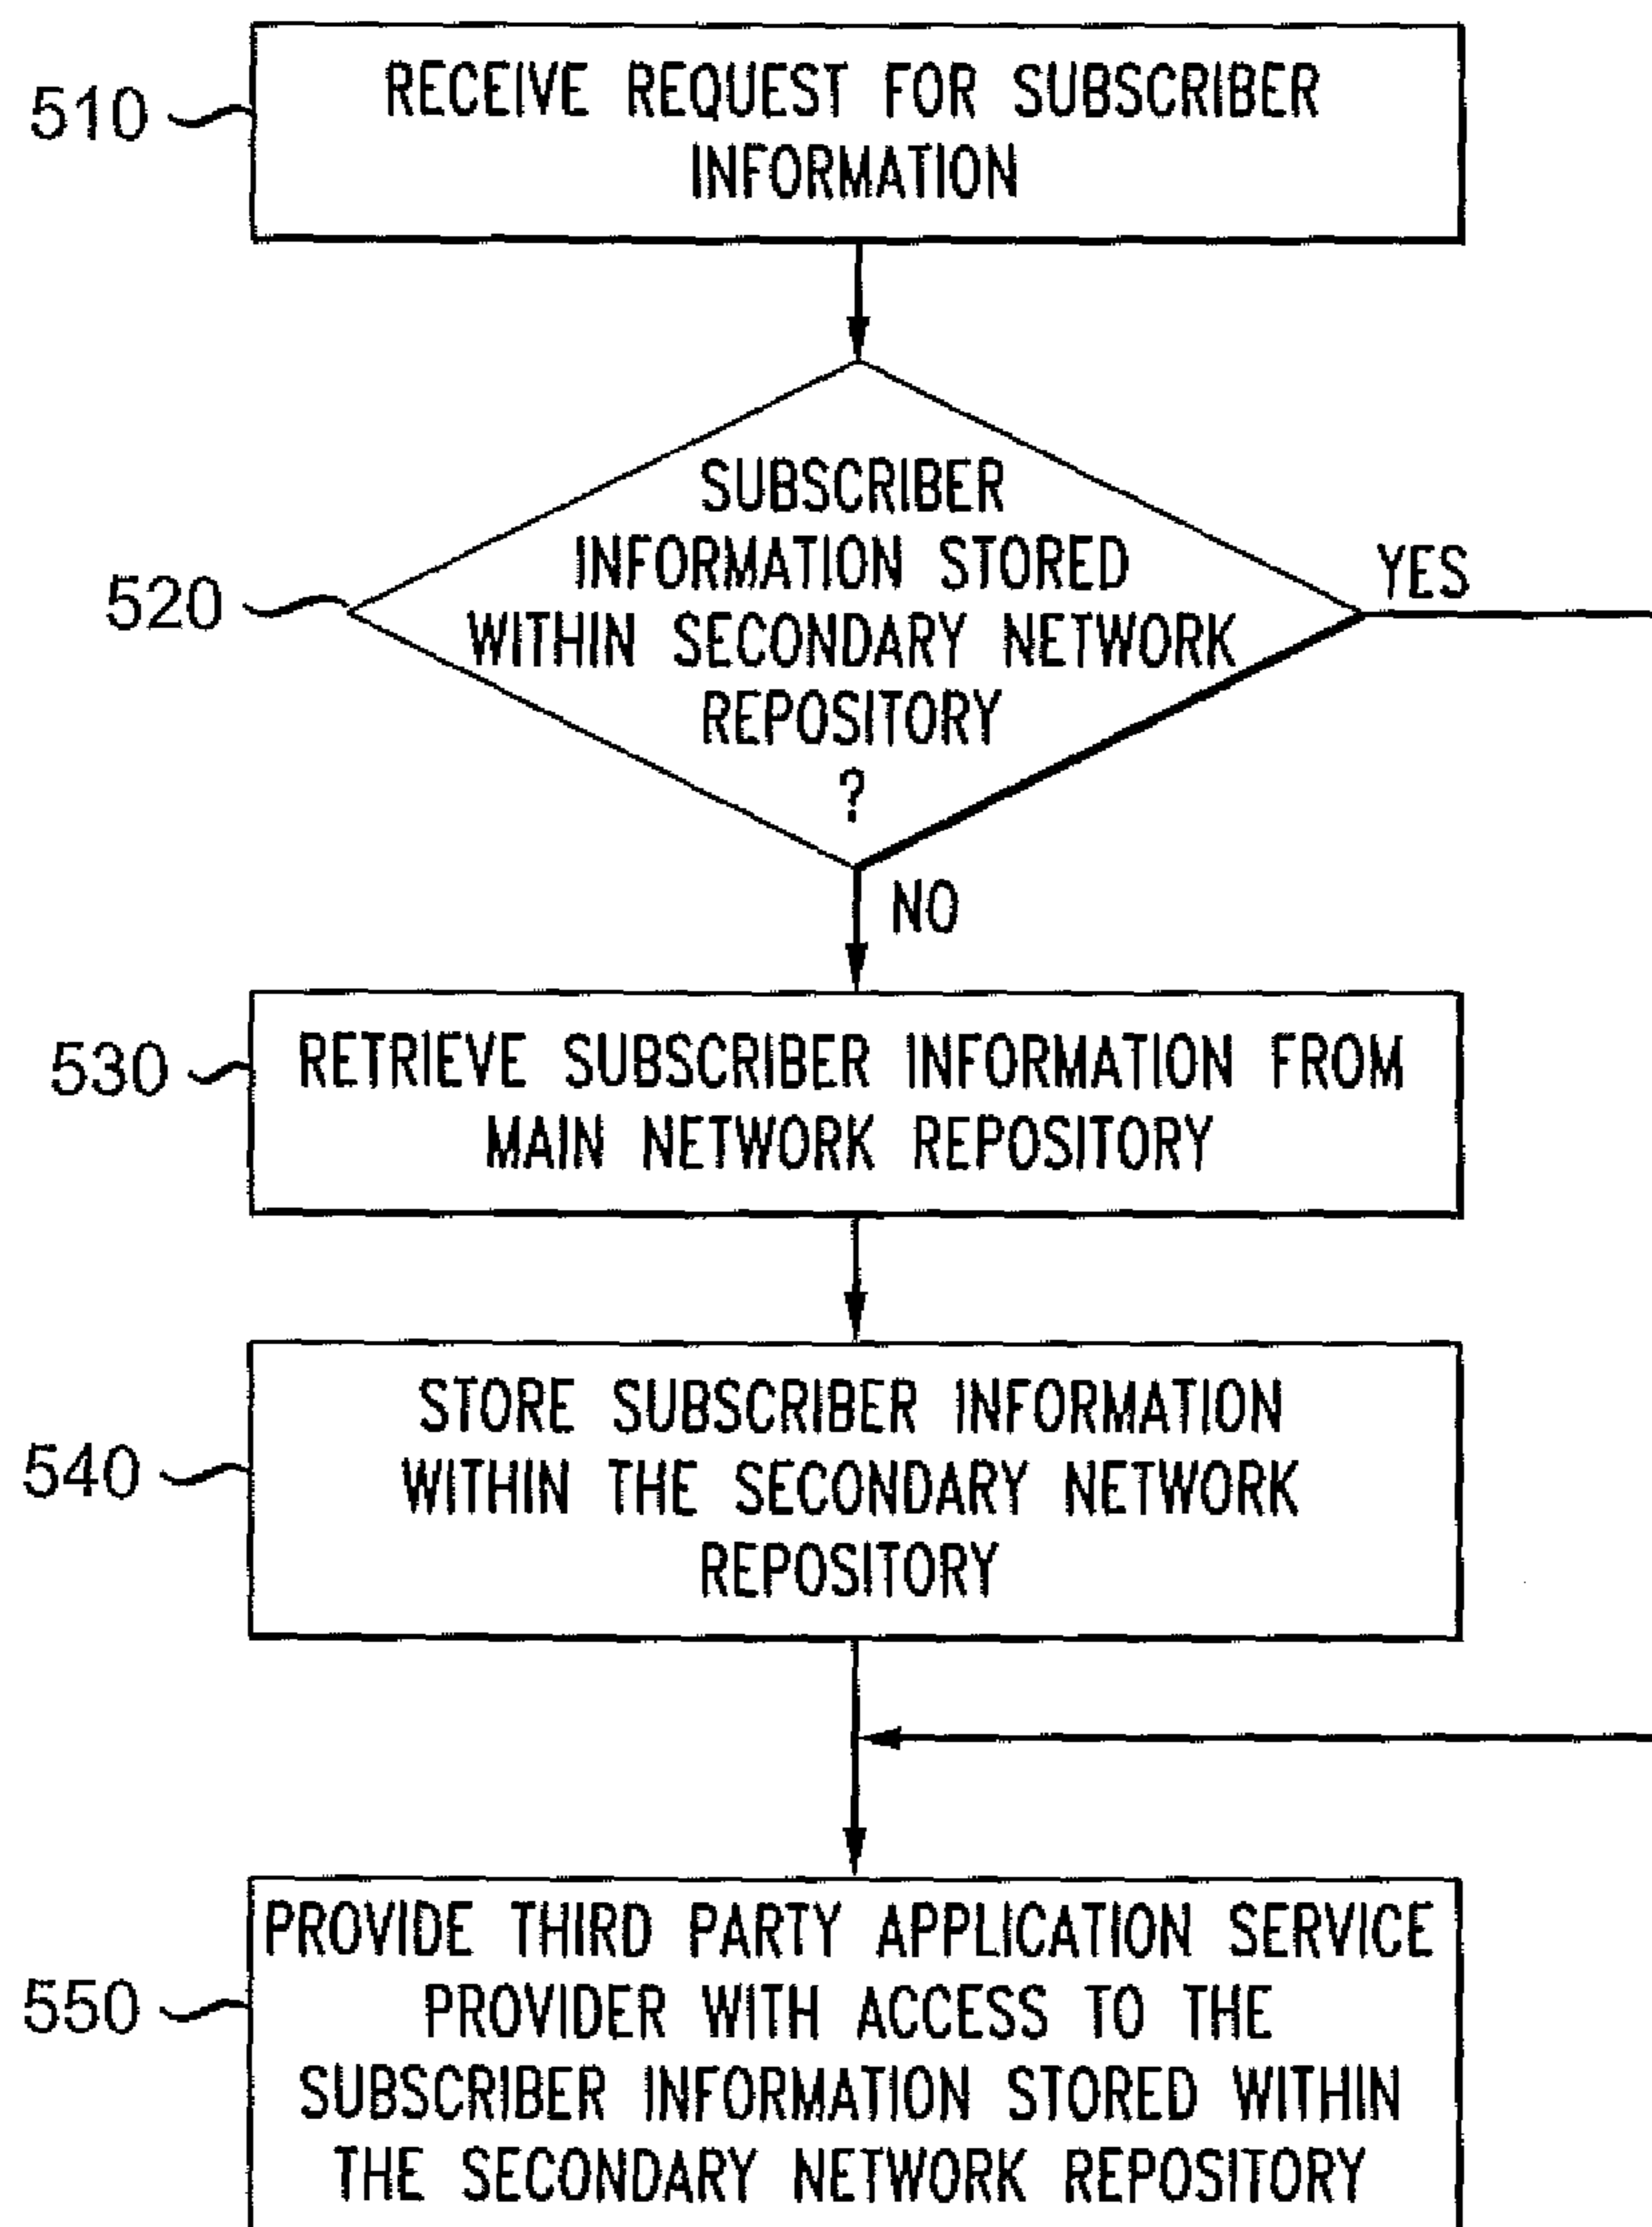 510
RECEIVE REQUEST FOR SUBSCRIBER
INFORMATION
520
SUBSCRIBER
INFORMATION STORED
WITHIN SECONDARY NETWORK
REPOSITORY
?
YES
NO
530
RETRIEVE SUBSCRIBER INFORMATION FROM
MAIN NETWORK REPOSITORY
540
STORE SUBSCRIBER INFORMATION
WITHIN THE SECONDARY NETWORK
REPOSITORY
550
PROVIDE THIRD PARTY APPLICATION SERVICE
PROVIDER WITH ACCESS TO THE
SUBSCRIBER INFORMATION STORED WITHIN
THE SECONDARY NETWORK REPOSITORY